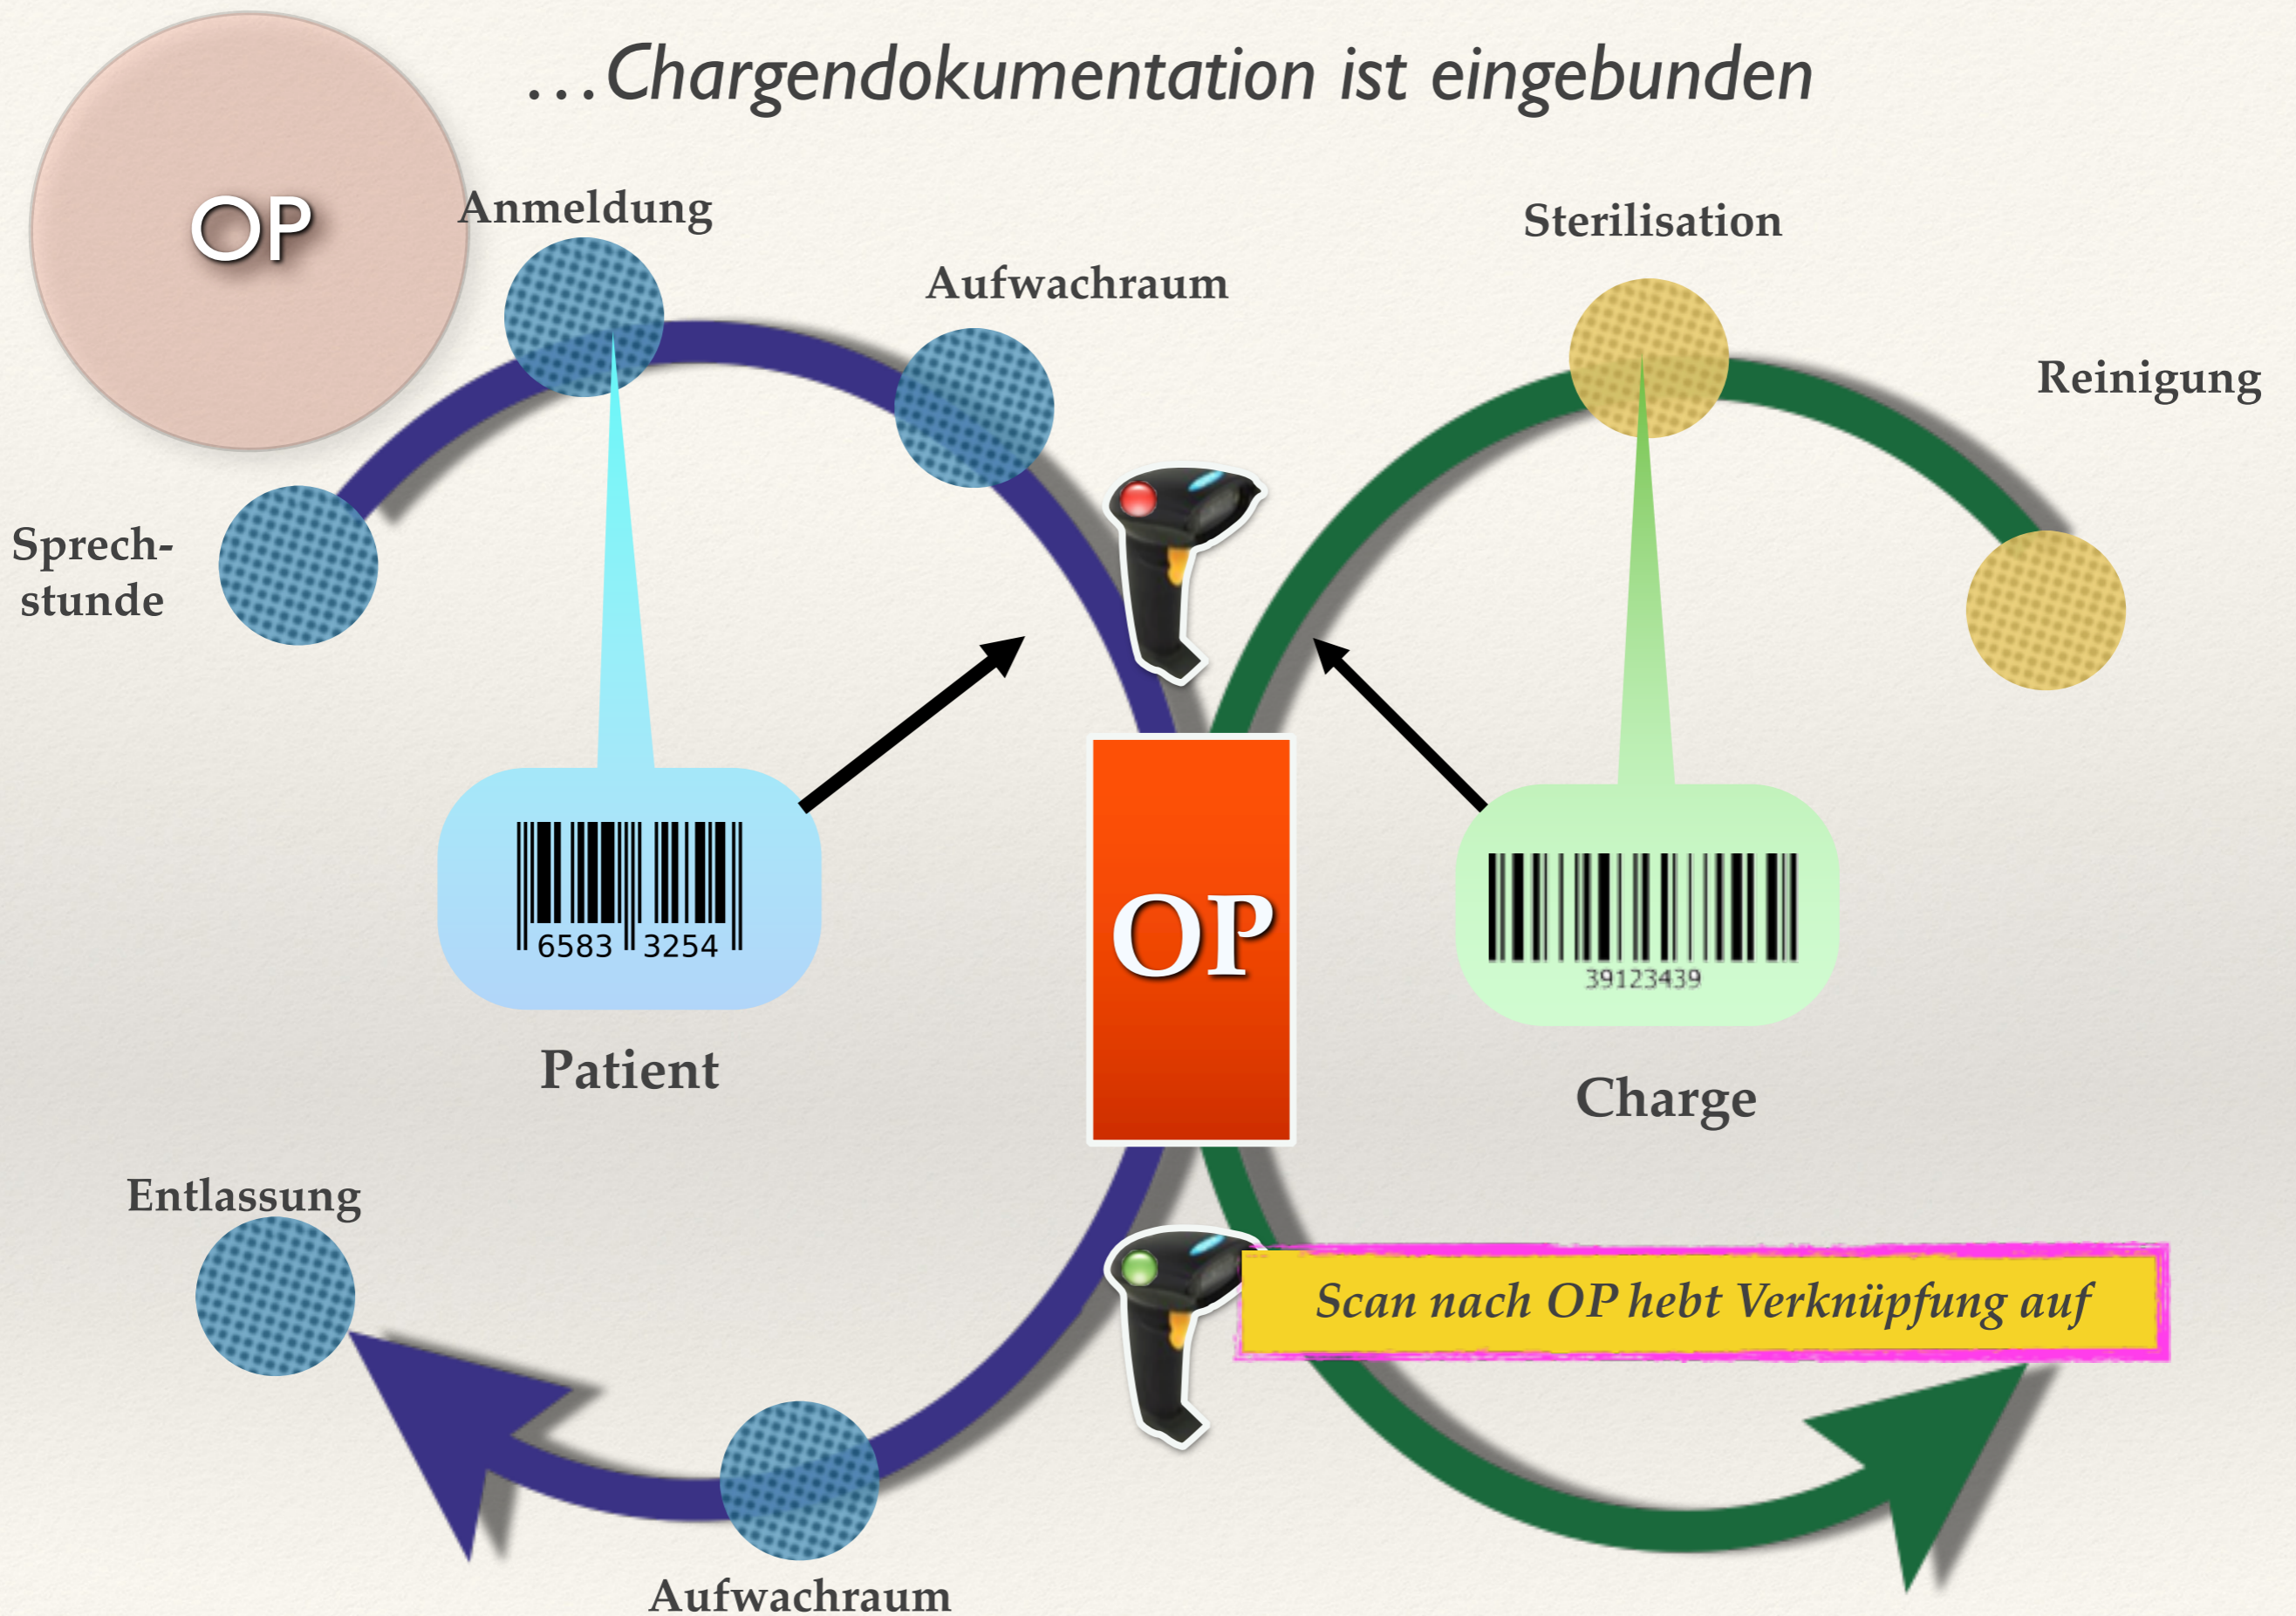 …Chargendokumentation ist eingebunden
OP
Anmeldung
Sterilisation
Aufwachraum
Reinigung
Sprech-
stunde
6583 3254
OP
39123439
Patient
Charge
Entlassung
Scan nach OP hebt Verknüpfung auf
Aufwachraum